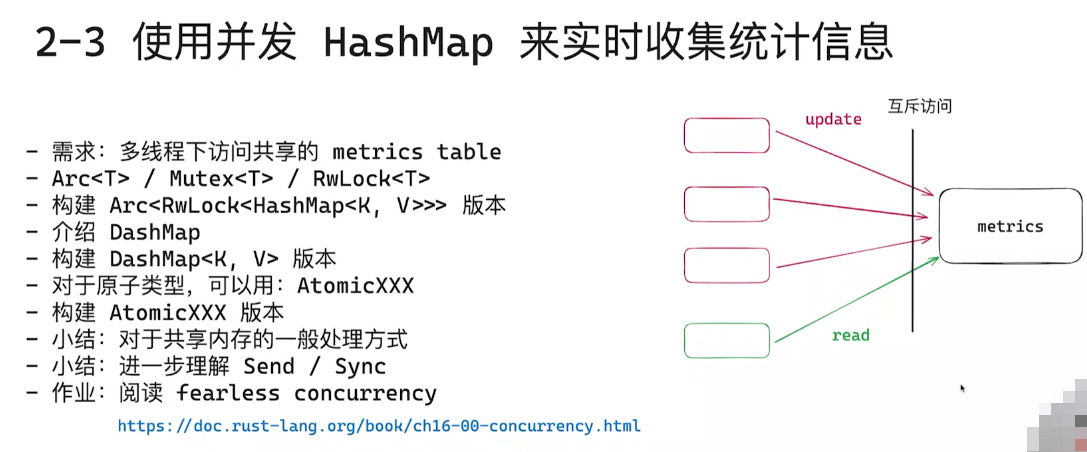 2-3 使用并发 HashMap 来实时收集统计信息
- 需求：多线程下访问共享的 metrics table
- Arc<T> / Mutex<T> / RwLock<T>
- 构建 Arc<RwLock<HashMap<K, V>>> 版本
- 介绍 DashMap
- 构建 DashMap<K, V> 版本
- 对于原子类型，可以用：AtomicXXX
- 构建 AtomicXXX 版本
- 小结：对于共享内存的一般处理方式
- 小结：进一步理解 Send / Sync
- 作业：阅读 fearless concurrency
https://doc.rust-lang.org/book/ch16-00-concurrency.html
互斥访问
update
metrics
read